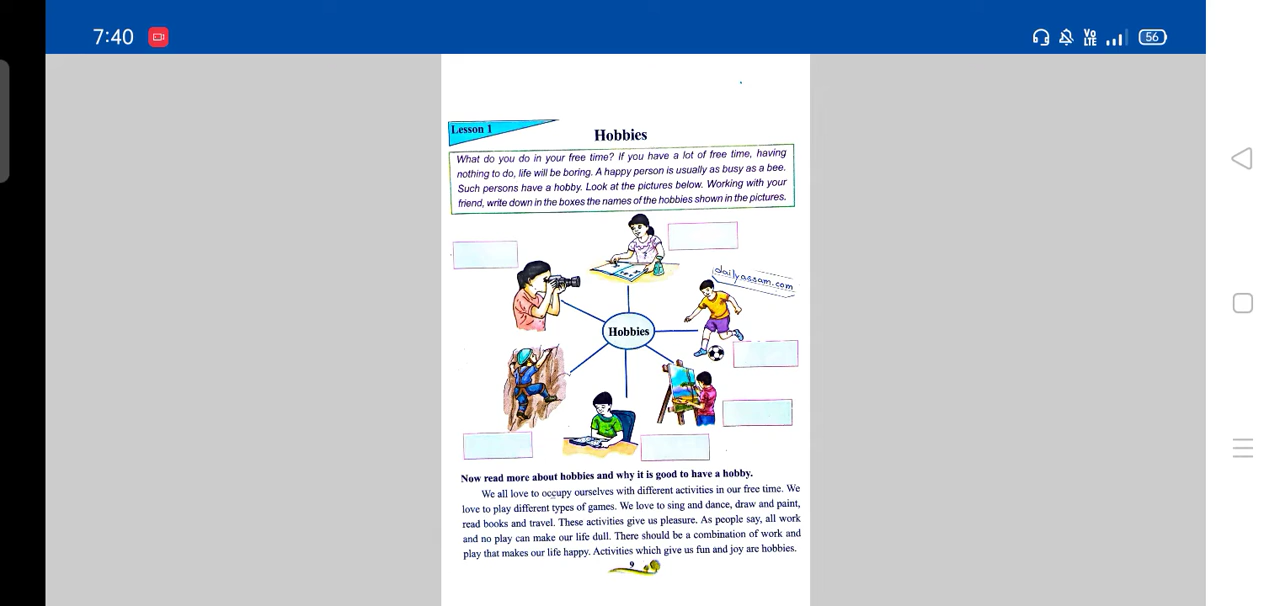 7:40
Vo
LTE
56
Lesson 1
Hobbies
What do you do in your free time? If you have a lot of free time, having
nothing to do, life will be boring. A happy person is usually as busy as a bee.
Such persons have a hobby. Look at the pictures below. Working with your
friend, write down in the boxes the names of the hobbies shown in the pictures.
dailyassam.com
Hobbies
Now read more about hobbies and why it is good to have a hobby.
We all love to occupy ourselves with different activities in our free time. We
love to play different types of games. We love to sing and dance, draw and paint,
read books and travel. These activities give us pleasure. As people say, all work
and no play can make our life dull. There should be a combination of work and
play that makes our life happy. Activities which give us fun and joy are hobbies.
9